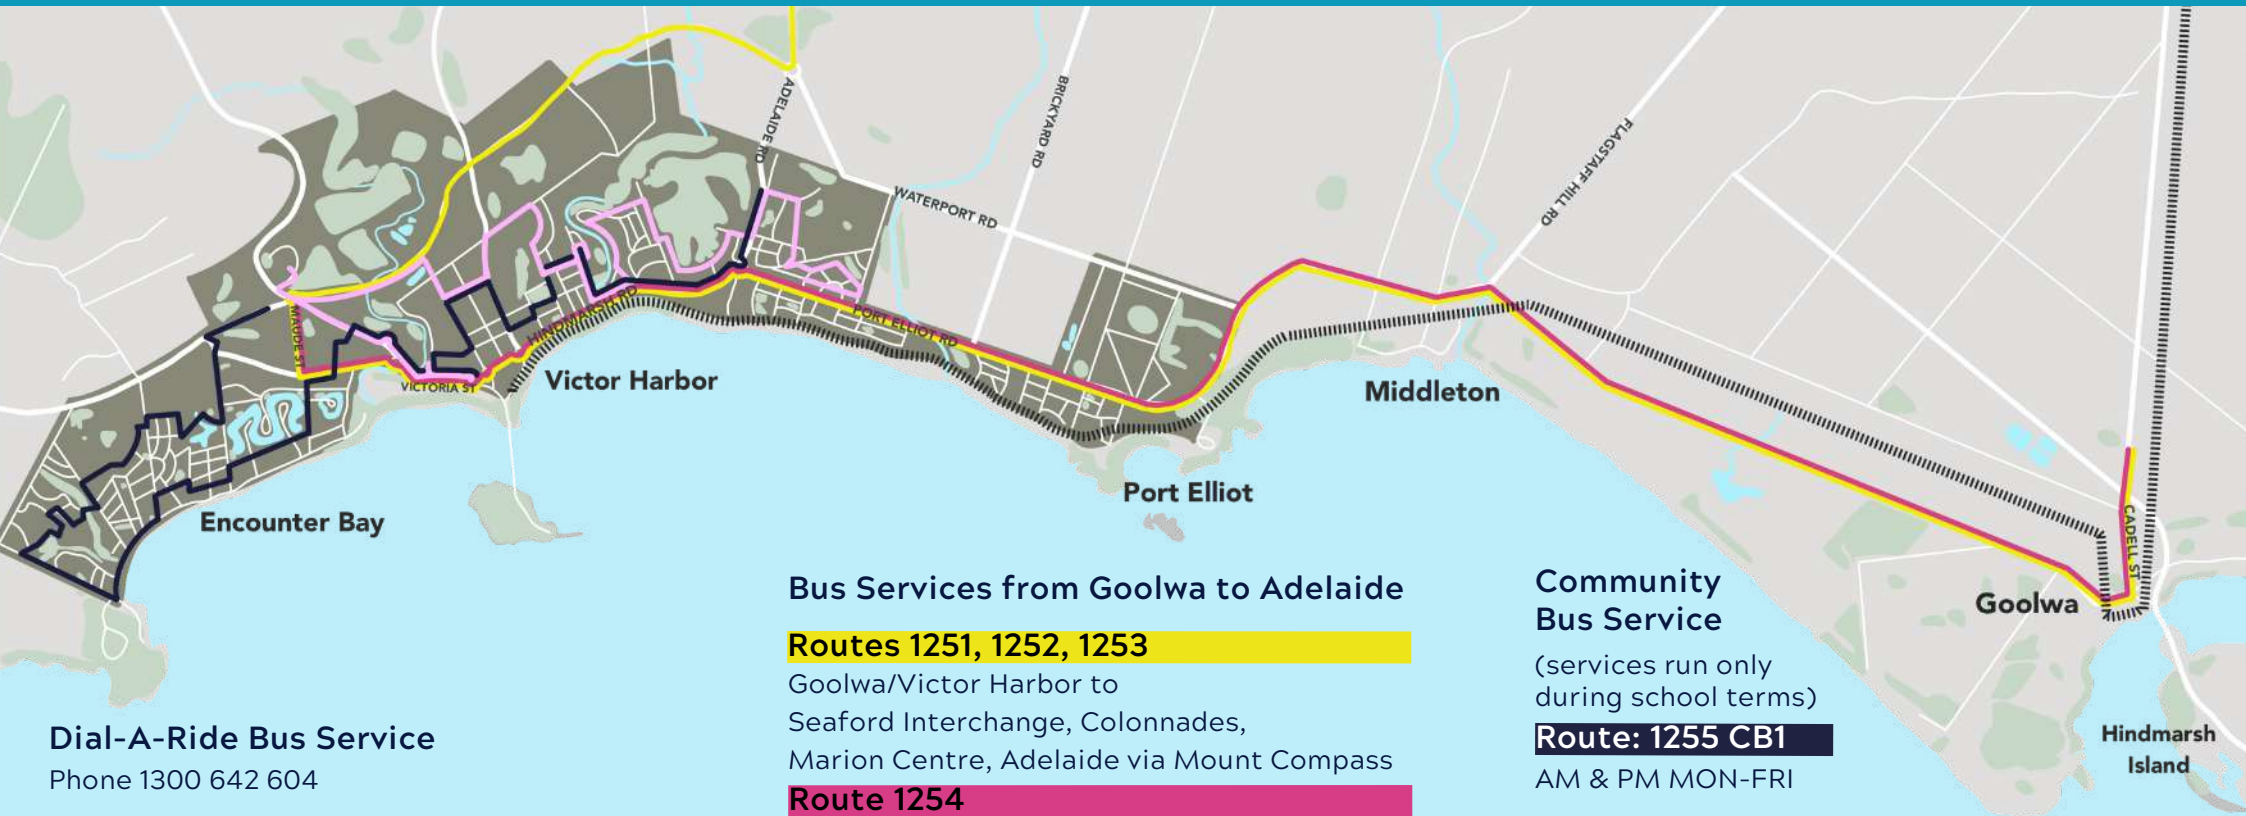 ADELAIDE RD
BRICKYARD RD
FLAGSTAFF HILL RD
WATERPORT RD
MAUDE ST
HINDMARSH RD
PORT ELLIOT RD
VICTORIA ST
Victor Harbor
Middleton
Port Elliot
Encounter Bay
CADELL ST
Goolwa
Hindmarsh
Island
Dial-A-Ride Bus Service
Phone 1300 642 604
Bus Services from Goolwa to Adelaide
Routes 1251, 1252, 1253
Goolwa/Victor Harbor to
Seaford Interchange, Colonnades,
Marion Centre, Adelaide via Mount Compass
Route 1254
Community
Bus Service
(services run only
during school terms)
Route: 1255 CB1
AM & PM MON-FRI